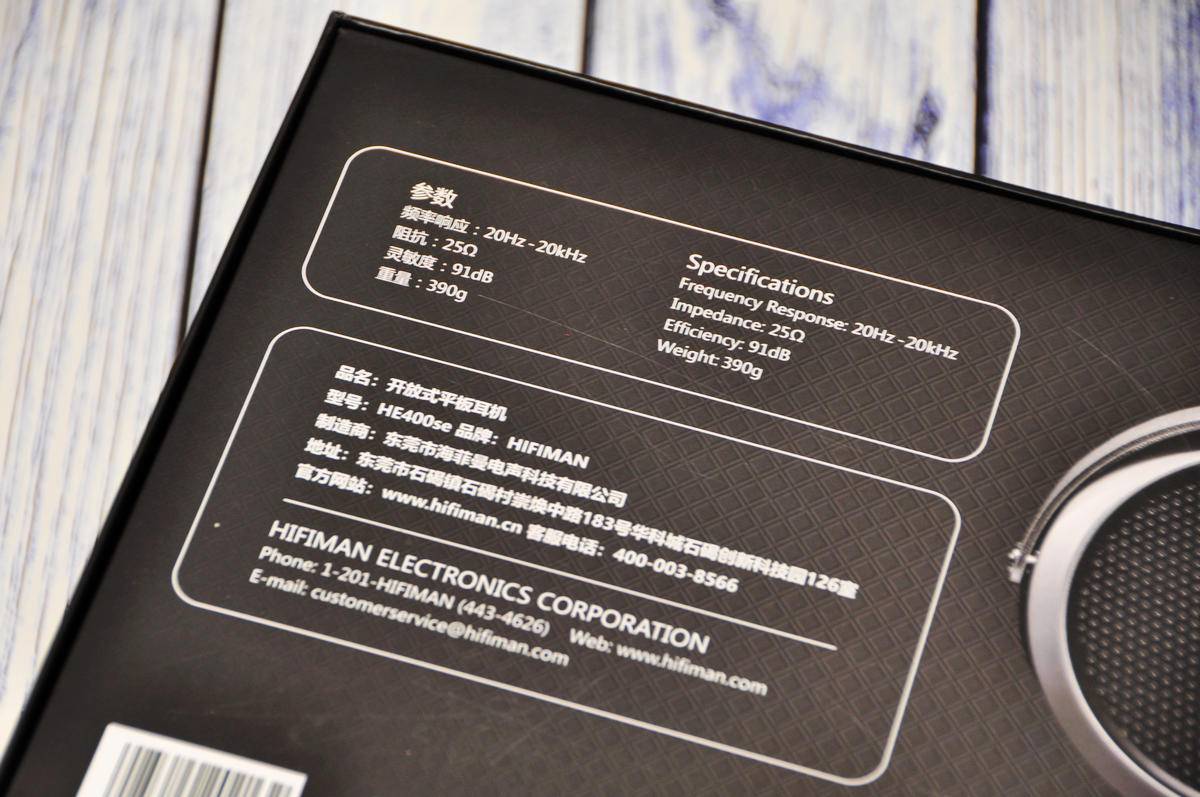 参数
频率响应：20Hz-20kHz
阻抗：25Ω
灵敏度：91dB
重量：390g
Specifications
Frequency Response: 20Hz-20kHz
Impedance: 25Ω
Efficiency: 91dB
Weight: 390g
品名：开放式平板耳机
型号：HE400se 品牌：HIFIMAN
制造商：东莞市海菲曼电声科技有限公司
地址：东莞市石碣镇石碣村崇焕中路183号华科城石碣创新科技园126室
官方网站：www.hifiman.cn 客服电话：400-003-8566
HIFIMAN ELECTRONICS CORPORATION
Phone: 1-201-HIFIMAN (443-4626) Web: www.hifiman.com
E-mail: customerservice@hifiman.com